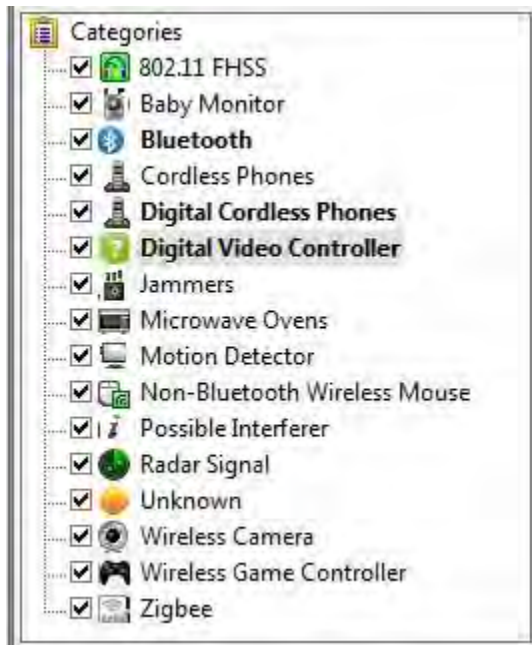 Categories
802.11 FHSS
Baby Monitor
Bluetooth
Cordless Phones
Digital Cordless Phones
Digital Video Controller
Jammers
Microwave Ovens
Motion Detector
Non-Bluetooth Wireless Mouse
Possible Interferer
Radar Signal
Unknown
Wireless Camera
Wireless Game Controller
Zigbee